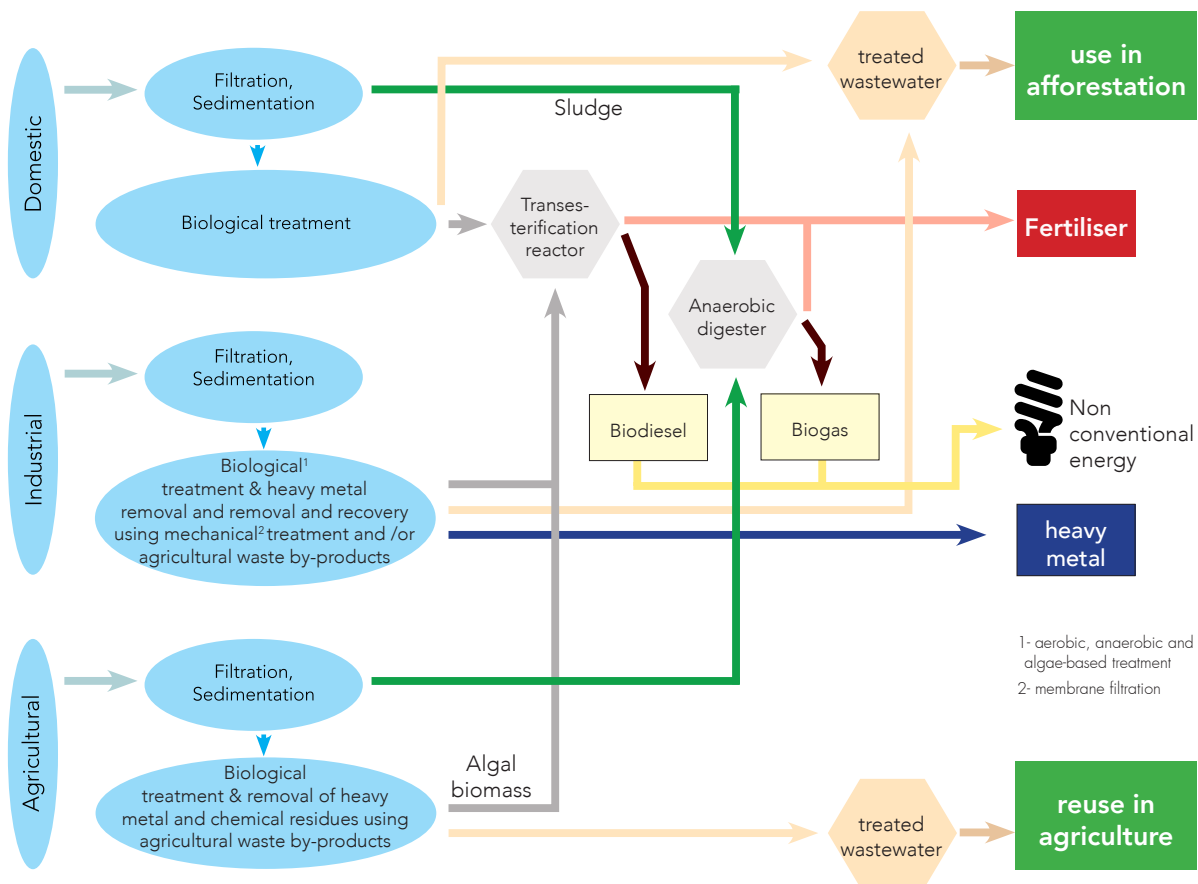 Domestic
Filtration,
Sedimentation
Biological treatment
Sludge
Transes-
terification
reactor
Anaerobic
digester
treated
wastewater
use in
afforestation
Fertiliser
Industrial
Filtration,
Sedimentation
Biological¹
treatment & heavy metal
removal and removal and recovery
using mechanical² treatment and /or
agricultural waste by-products
Biodiesel
Biogas
Non
conventional
energy
heavy
metal
1- aerobic, anaerobic and
algae-based treatment
2- membrane filtration
Agricultural
Filtration,
Sedimentation
Biological
treatment & removal of heavy
metal and chemical residues using
agricultural waste by-products
Algal
biomass
treated
wastewater
reuse in
agriculture